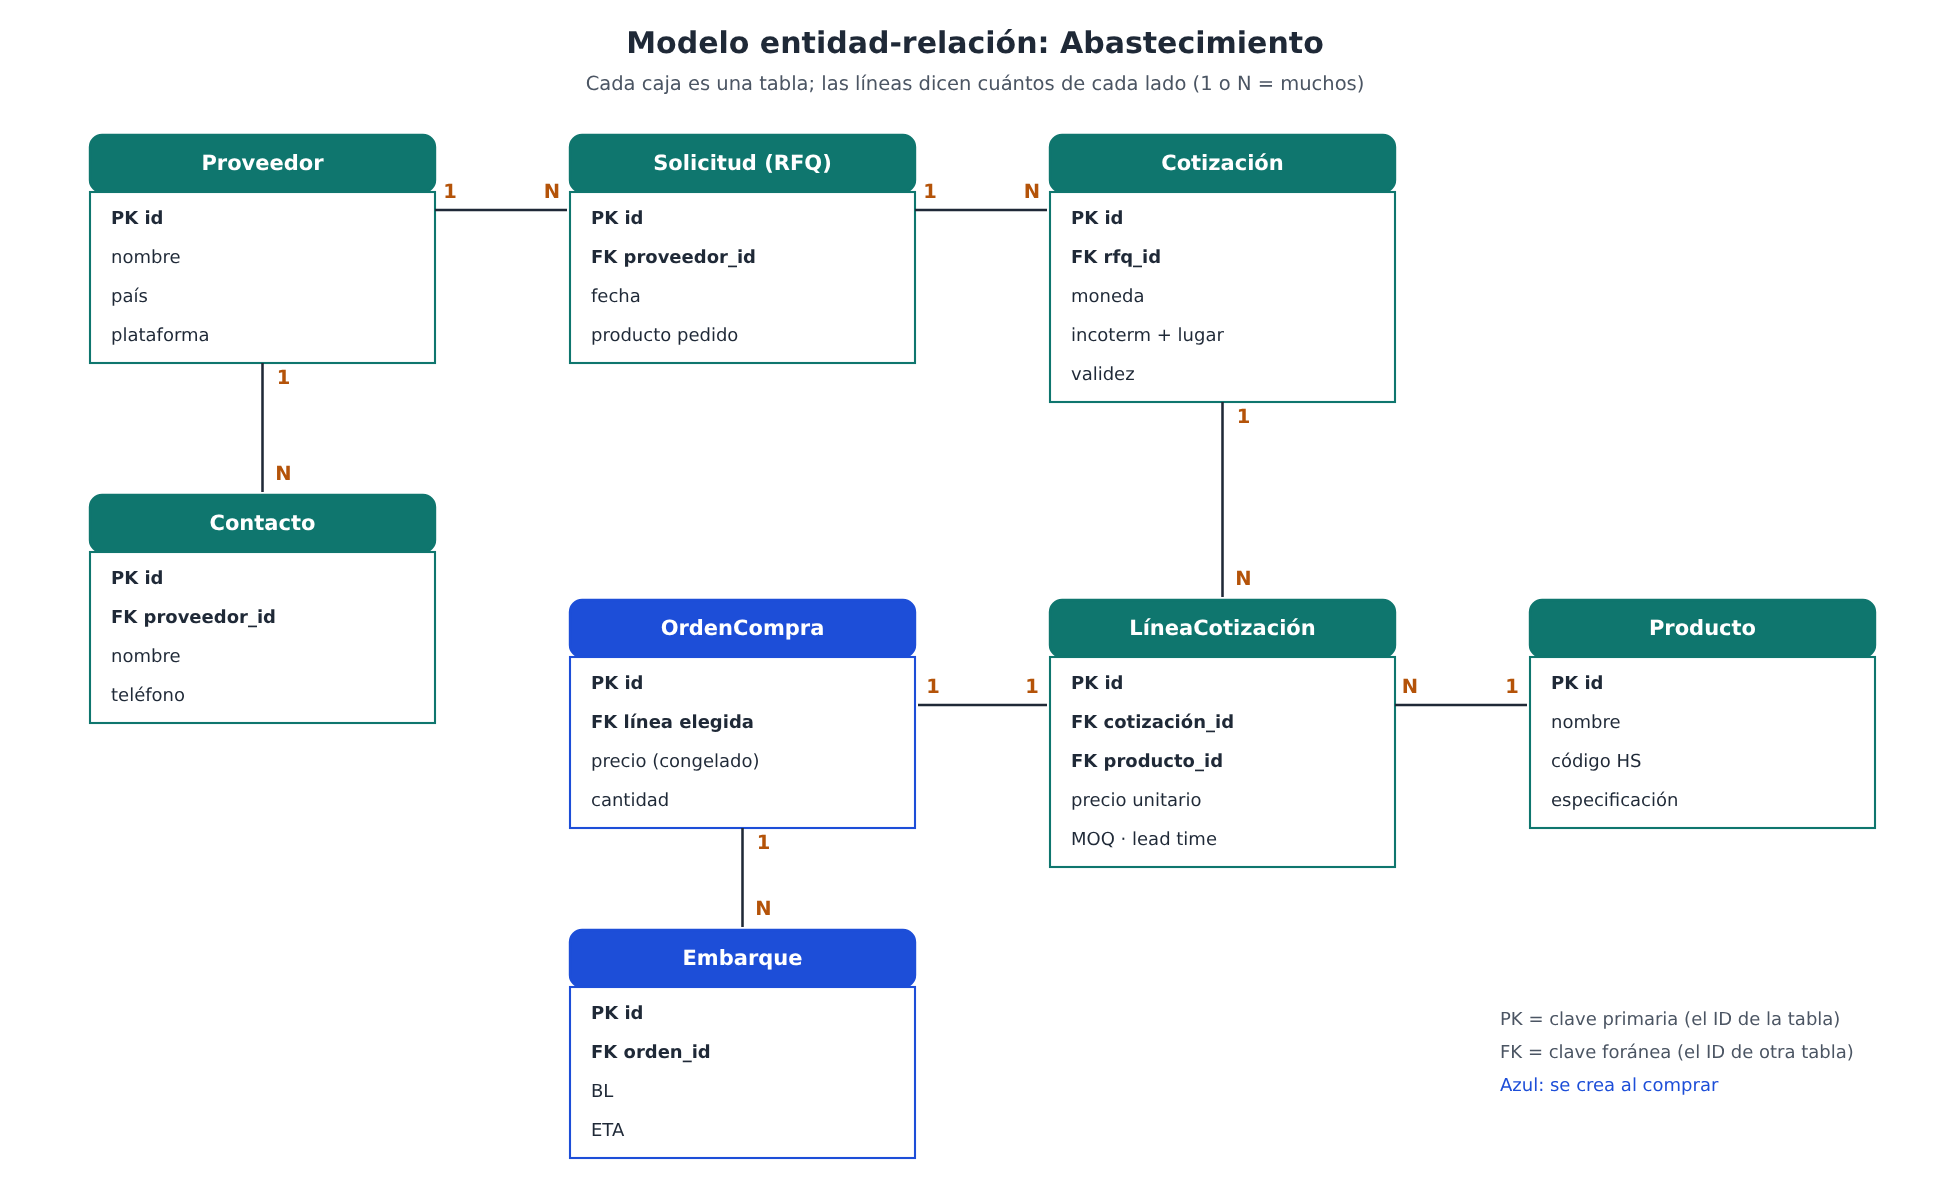 Modelo entidad-relación: Abastecimiento
Cada caja es una tabla; las líneas dicen cuántos de cada lado (1 o N = muchos)
Proveedor
PK id
nombre
país
plataforma
1
N
Solicitud (RFQ)
PK id
FK proveedor_id
fecha
producto pedido
1
N
Cotización
PK id
FK rfq_id
moneda
incoterm + lugar
validez
1
N
1
N
Contacto
PK id
FK proveedor_id
nombre
teléfono
OrdenCompra
PK id
FK línea elegida
precio (congelado)
cantidad
1
1
LíneaCotización
PK id
FK cotización_id
FK producto_id
precio unitario
MOQ · lead time
N
1
Producto
PK id
nombre
código HS
especificación
1
N
Embarque
PK id
FK orden_id
BL
ETA
PK = clave primaria (el ID de la tabla)
FK = clave foránea (el ID de otra tabla)
Azul: se crea al comprar